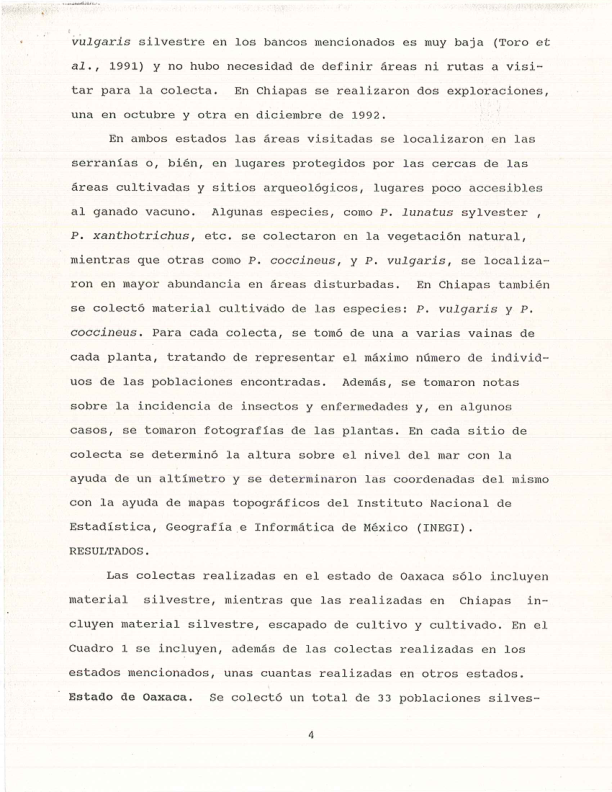 vulgaris silvestre en los bancos mencionados es muy baja (Toro et
al., 1991) y no hubo necesidad de definir áreas ni rutas a visi-
tar para la colecta. En Chiapas se realizaron dos exploraciones,
una en octubre y otra en diciembre de 1992.
En ambos estados las áreas visitadas se localizaron en las
serranías o, bién, en lugares protegidos por las cercas de las
áreas cultivadas y sitios arqueológicos, lugares poco accesibles
al ganado vacuno. Algunas especies, como P. lunatus sylvester ,
P. xanthotrichus, etc. se colectaron en la vegetación natural,
mientras que otras como P. coccineus, y P. vulgaris, se localiza-
ron en mayor abundancia en áreas disturbadas. En Chiapas también
se colectó material cultivado de las especies: P. vulgaris y P.
coccineus. Para cada colecta, se tomó de una a varias vainas de
cada planta, tratando de representar el máximo número de individ-
uos de las poblaciones encontradas. Además, se tomaron notas
sobre la incidencia de insectos y enfermedades y, en algunos
casos, se tomaron fotografías de las plantas. En cada sitio de
colecta se determinó la altura sobre el nivel del mar con la
ayuda de un altímetro y se determinaron las coordenadas del mismo
con la ayuda de mapas topográficos del Instituto Nacional de
Estadística, Geografía e Informática de México (INEGI).
RESULTADOS.
Las colectas realizadas en el estado de Oaxaca sólo incluyen
material silvestre, mientras que las realizadas en Chiapas in-
cluyen material silvestre, escapado de cultivo y cultivado. En el
Cuadro 1 se incluyen, además de las colectas realizadas en los
estados mencionados, unas cuantas realizadas en otros estados.
Estado de Oaxaca. Se colectó un total de 33 poblaciones silves-
4